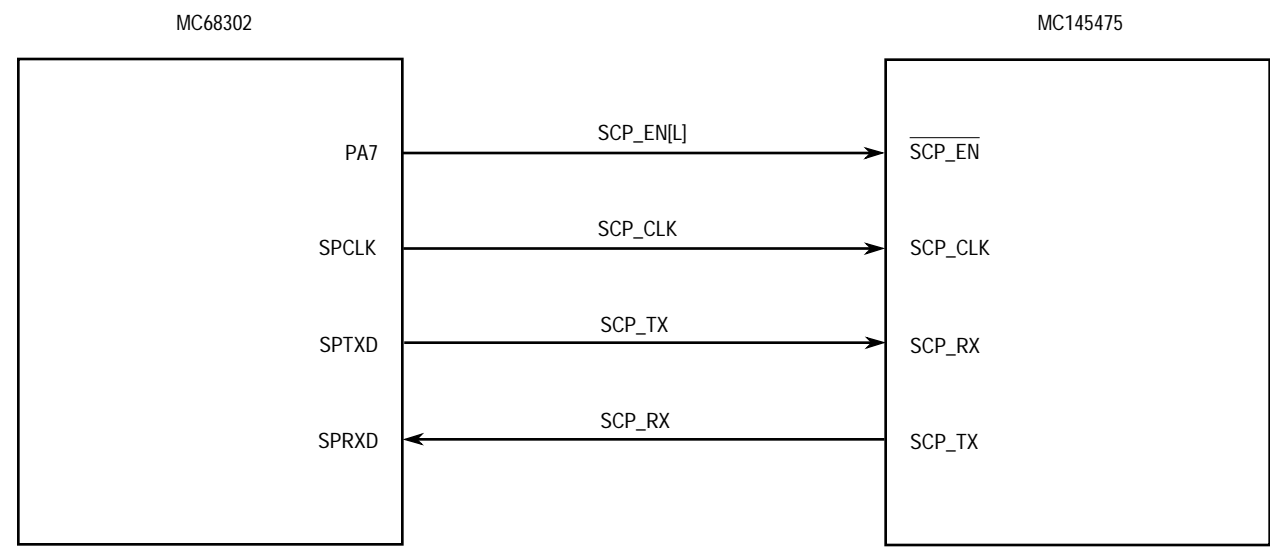 MC68302
MC145475
PA7
SCP_EN[L]
SCP_EN
SPCLK
SCP_CLK
SCP_CLK
SPTXD
SCP_TX
SCP_RX
SPRXD
SCP_RX
SCP_TX